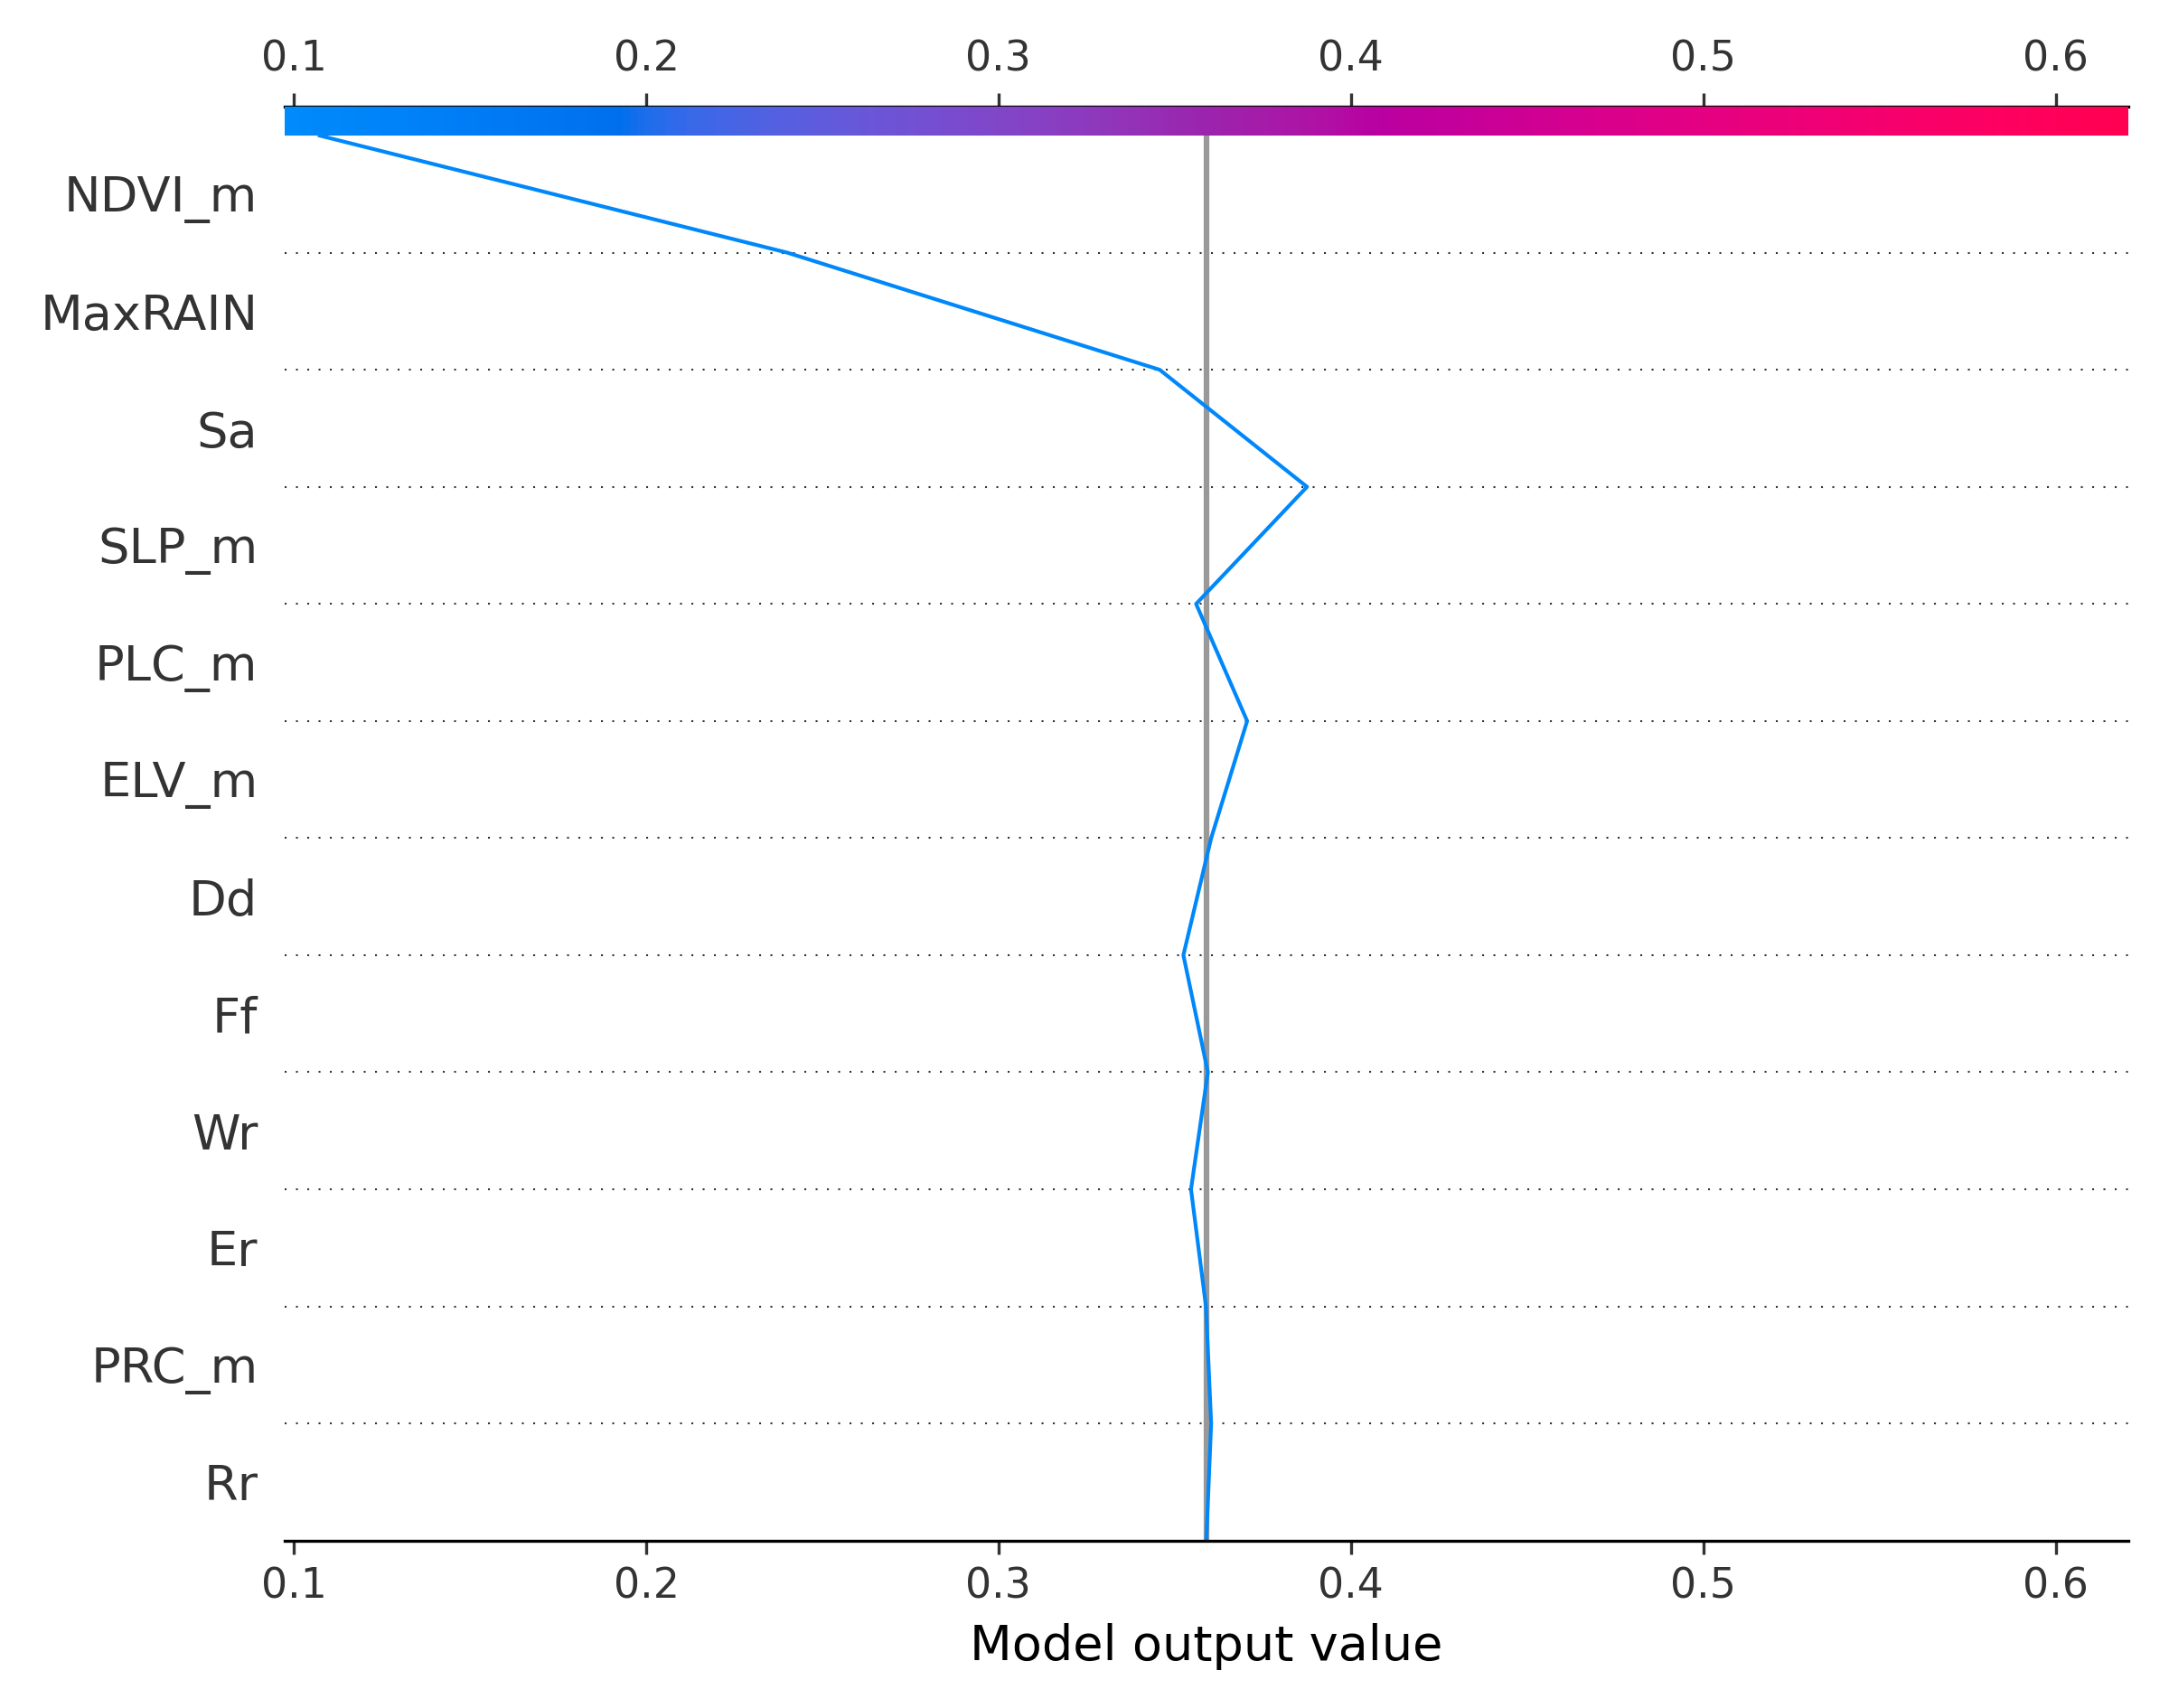 0.1 0.2 0.3 0.4 0.5 0.6
NDVI_m
MaxRAIN
Sa
SLP_m
PLC_m
ELV_m
Dd
Ff
Wr
Er
PRC_m
Rr
0.1 0.2 0.3 0.4 0.5 0.6
Model output value